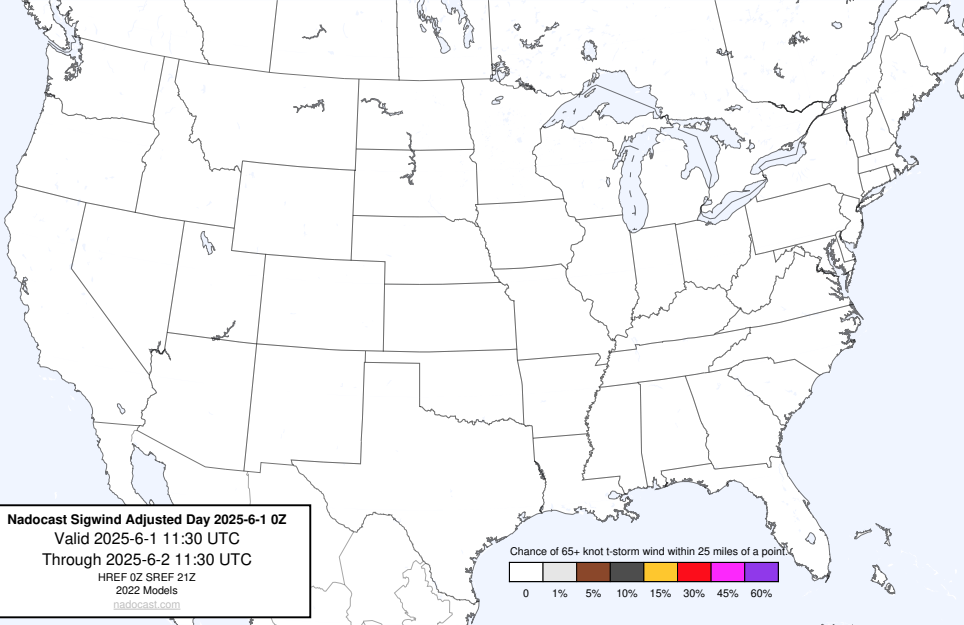 Nadocast Sigwind Adjusted Day 2025-6-1 0Z
Valid 2025-6-1 11:30 UTC
Through 2025-6-2 11:30 UTC
HREF 0Z SREF 21Z
2022 Models
nadocast.com
Chance of 65+ knot t-storm wind within 25 miles of a point.
0 1% 5% 10% 15% 30% 45% 60%